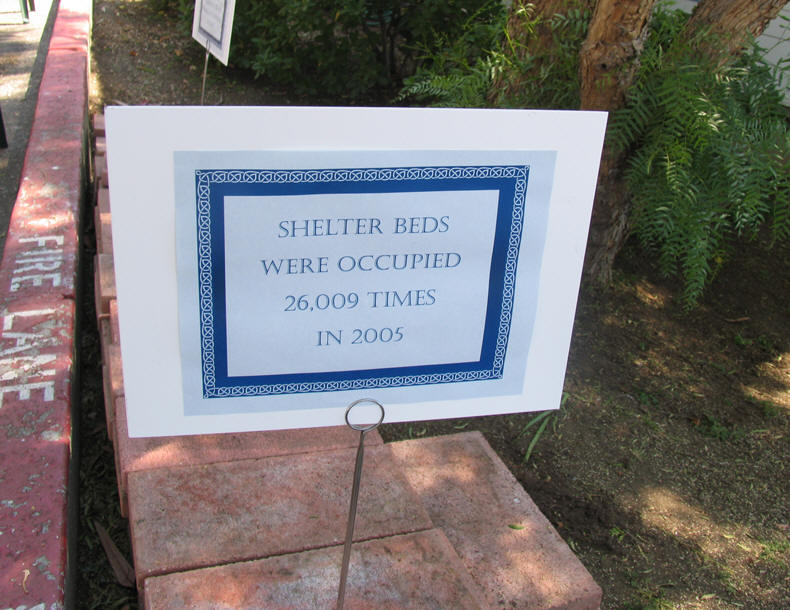 SHELTER BEDS
WERE OCCUPIED
26,009 TIMES
IN 2005
FIRE
LANE